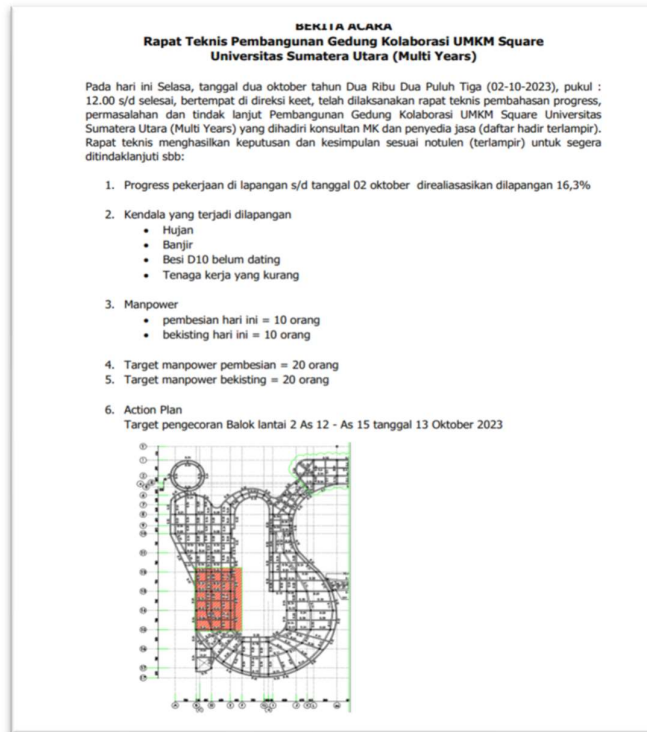 BERITA ACARA
Rapat Teknis Pembangunan Gedung Kolaborasi UMKM Square
Universitas Sumatera Utara (Multi Years)
Pada hari ini Selasa, tanggal dua oktober tahun Dua Ribu Dua Puluh Tiga (02-10-2023), pukul :
12.00 s/d selesai, bertempat di direksi keet, telah dilaksanakan rapat teknis pembahasan progress,
permasalahan dan tindak lanjut Pembangunan Gedung Kolaborasi UMKM Square Universitas
Sumatera Utara (Multi Years) yang dihadiri konsultan MK dan penyedia jasa (daftar hadir terlampir).
Rapat teknis menghasilkan keputusan dan kesimpulan sesuai notulen (terlampir) untuk segera
ditindaklanjuti sbb:
1. Progress pekerjaan di lapangan s/d tanggal 02 oktober direaliasasikan dilapangan 16,3%
2. Kendala yang terjadi dilapangan
• Hujan
• Banjir
• Besi D10 belum dating
• Tenaga kerja yang kurang
3. Manpower
• pembesian hari ini = 10 orang
• bekisting hari ini = 10 orang
4. Target manpower pembesian = 20 orang
5. Target manpower bekisting = 20 orang
6. Action Plan
Target pengecoran Balok lantai 2 As 12 - As 15 tanggal 13 Oktober 2023